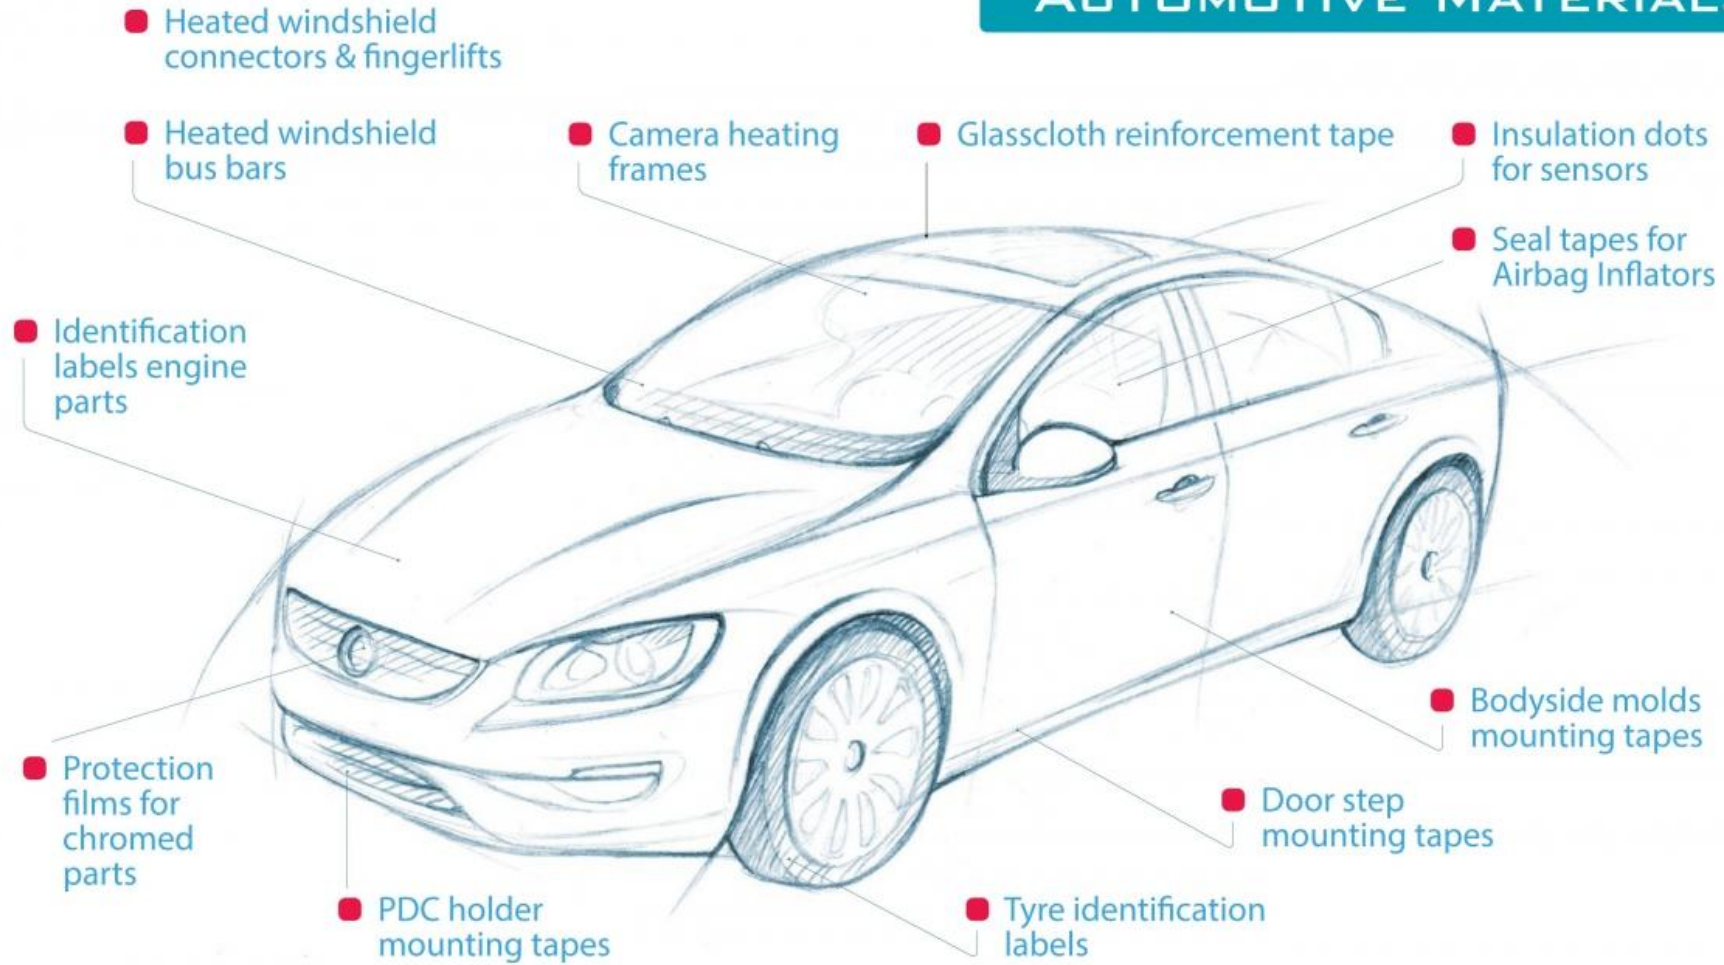 AUTOMOTIVE MATERIALS
Heated windshield
connectors & fingerlifts
Heated windshield
bus bars
Camera heating
frames
Glasscloth reinforcement tape
Insulation dots
for sensors
Seal tapes for
Airbag Inflators
Identification
labels engine
parts
Protection
films for
chromed
parts
PDC holder
mounting tapes
Tyre identification
labels
Door step
mounting tapes
Bodyside molds
mounting tapes